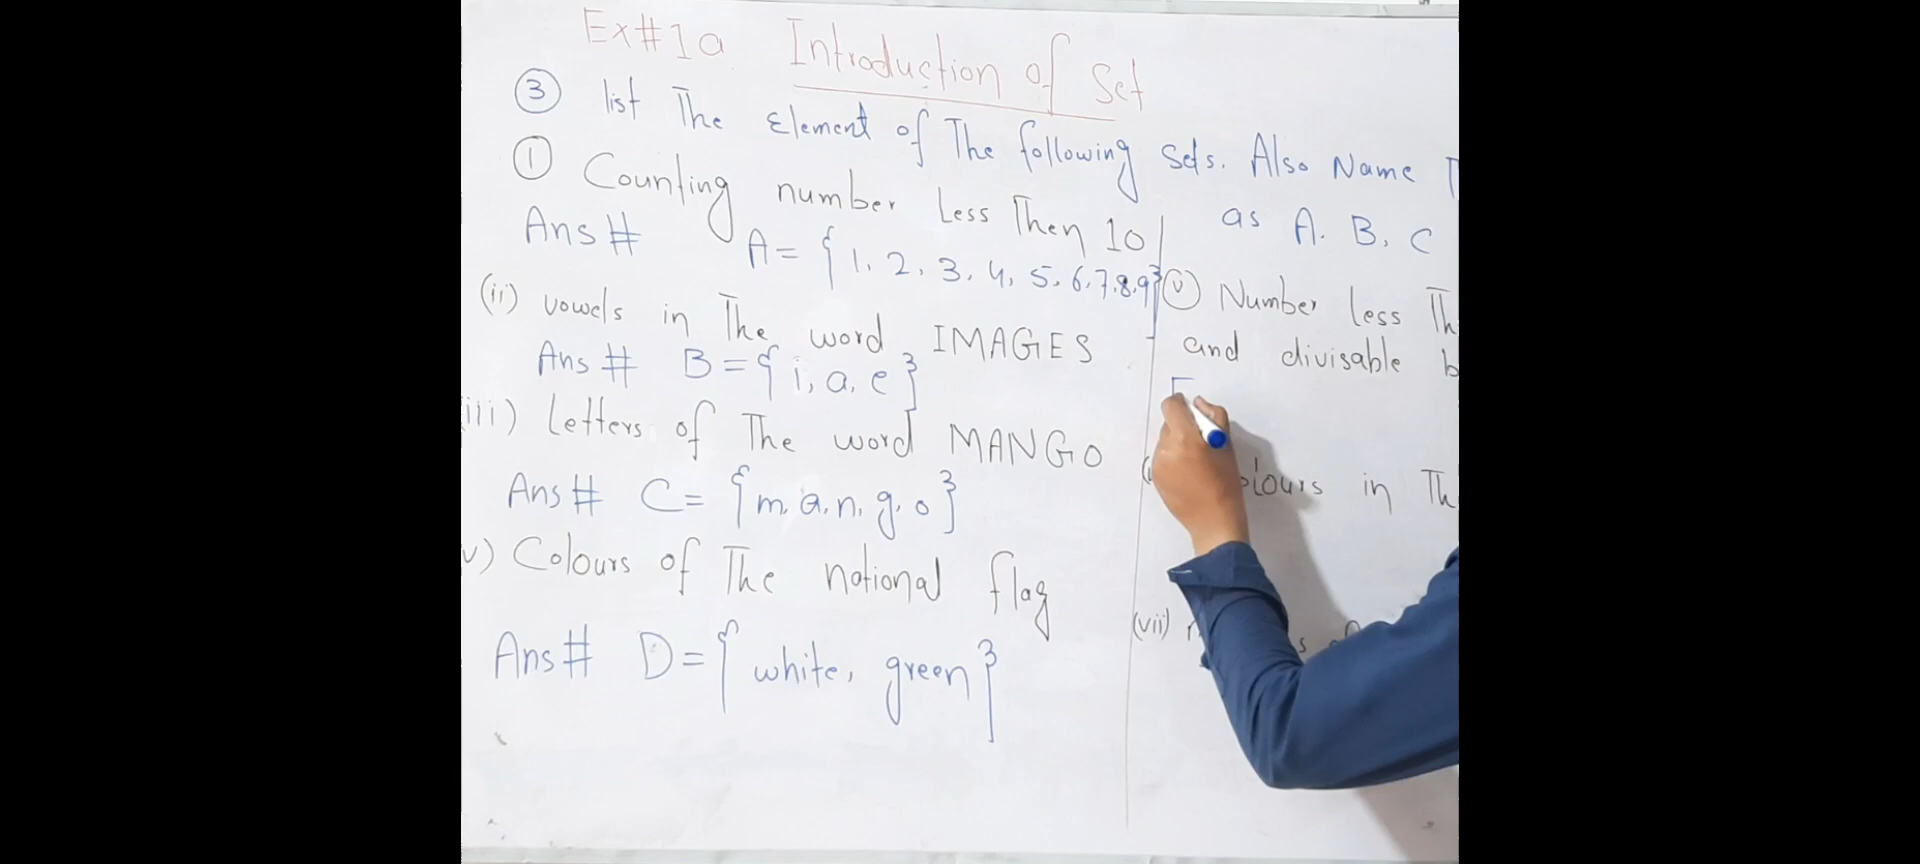 Ex#1a Introduction of Set
③ list The Element of The following Sets. Also Name
as A. B, C
① Counting number Less Then 10
Ans# A= {1, 2, 3, 4, 5, 6, 7, 8, 9}
(ii) vowels in The word IMAGES
Ans# B={i, a, e}
(iii) Letters of The word MANGO
Ans# C= {m, a, n, g, o}
v) Colours of The national flag
Ans# D={ white, green}
(v) Number less Th
and divisable b
olours in Th
(vii)